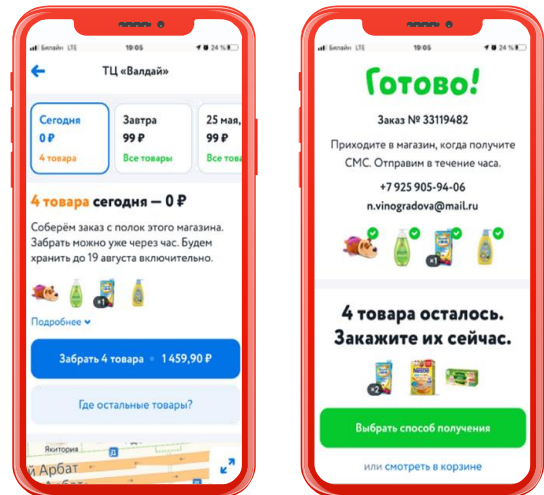 Билайн LTE 19:05 24 %
ТЦ «Валдай»
Сегодня
0 ₽
4 товара
Завтра
99 ₽
Все товары
25 мая,
99 ₽
Все това
4 товара сегодня — 0 ₽
Соберём заказ с полок этого магазина.
Забрать можно уже через час. Будем
хранить до 19 августа включительно.
×1
Подробнее
Забрать 4 товара • 1 459,90 ₽
Где остальные товары?
Якитория
й Арбат
Билайн LTE 19:05 24 %
Готово!
Заказ № 33119482
Приходите в магазин, когда получите
СМС. Отправим в течение часа.
+7 925 905-94-06
n.vinogradova@mail.ru
×1
4 товара осталось.
Закажите их сейчас.
×2
Nestle
Выбрать способ получения
или смотреть в корзине